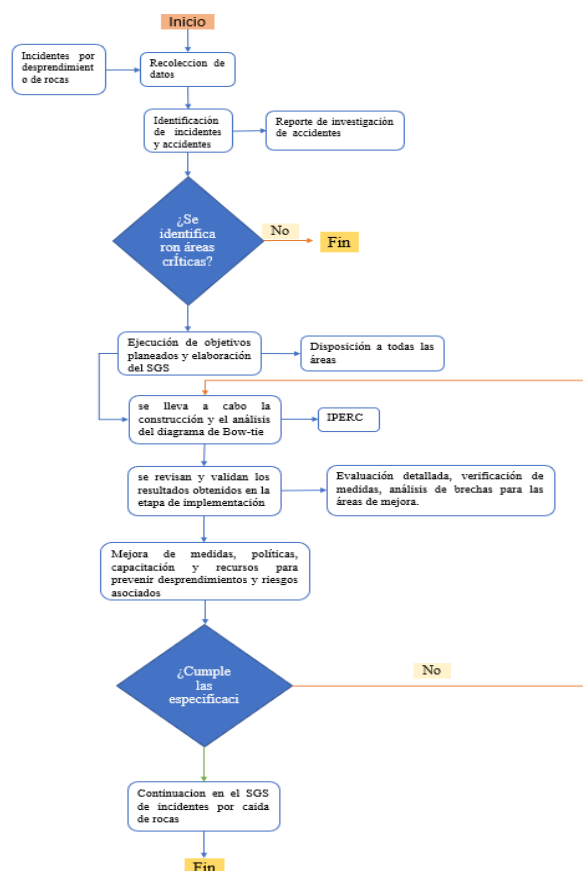 Inicio
Incidentes por
desprendimient
o de rocas
Recoleccion de
datos
Identificación
de incidentes
y accidentes
Reporte de investigación
de accidentes
¿Se
identifica
ron áreas
crÍticas?
No
Fin
Ejecución de objetivos
planeados y elaboración
del SGS
Disposición a todas las
áreas
se lleva a cabo la
construcción y el análisis
del diagrama de Bow-tie
IPERC
se revisan y validan los
resultados obtenidos en la
etapa de implementación
Evaluación detallada, verificación de
medidas, análisis de brechas para las
áreas de mejora.
Mejora de medidas, políticas,
capacitación y recursos para
prevenir desprendimientos y riesgos
asociados
¿Cumple
las
especificaci
No
Continuacion en el SGS
de incidentes por caida
de rocas
Fin